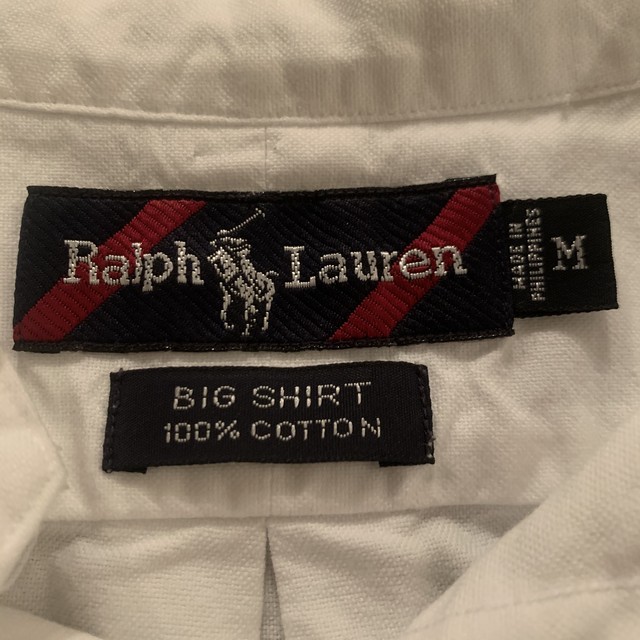 Ralph Lauren
MADE IN
PHILIPPINES
M
BIG SHIRT
100% COTTON